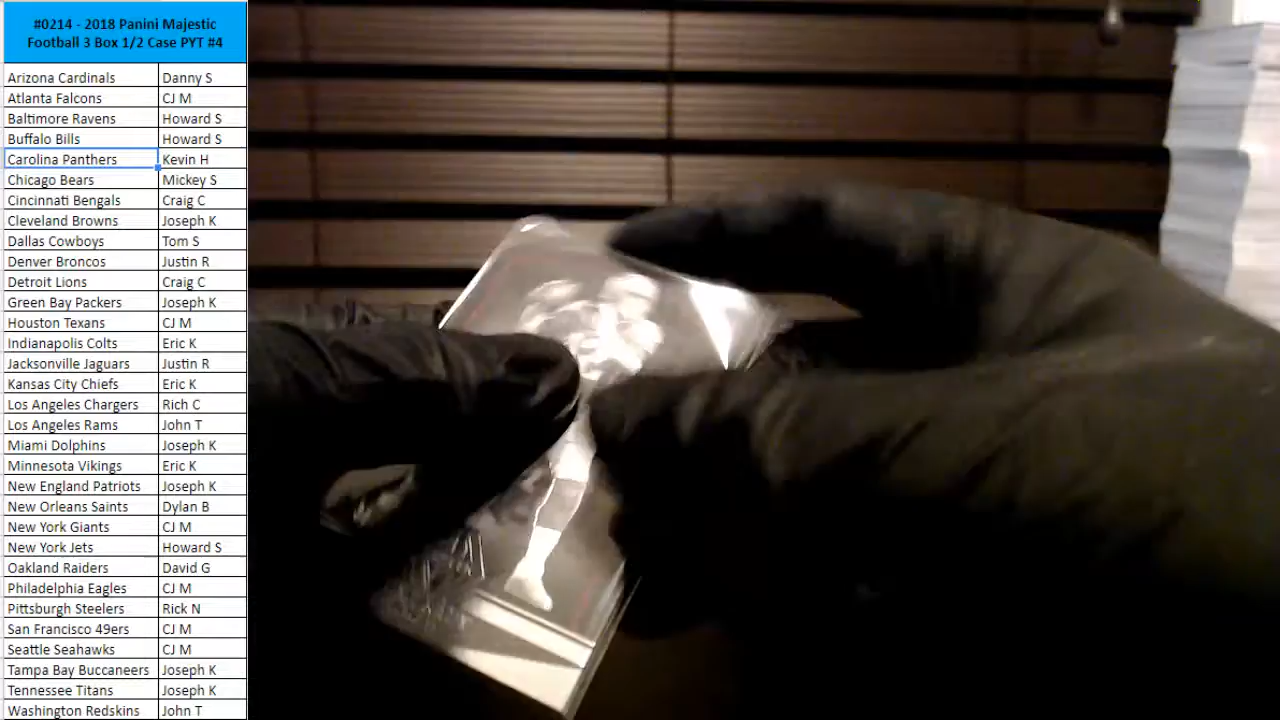 #0214 - 2018 Panini Majestic
Football 3 Box 1/2 Case PYT #4
Arizona Cardinals Danny S
Atlanta Falcons CJ M
Baltimore Ravens Howard S
Buffalo Bills Howard S
Carolina Panthers Kevin H
Chicago Bears Mickey S
Cincinnati Bengals Craig C
Cleveland Browns Joseph K
Dallas Cowboys Tom S
Denver Broncos Justin R
Detroit Lions Craig C
Green Bay Packers Joseph K
Houston Texans CJ M
Indianapolis Colts Eric K
Jacksonville Jaguars Justin R
Kansas City Chiefs Eric K
Los Angeles Chargers Rich C
Los Angeles Rams John T
Miami Dolphins Joseph K
Minnesota Vikings Eric K
New England Patriots Joseph K
New Orleans Saints Dylan B
New York Giants CJ M
New York Jets Howard S
Oakland Raiders David G
Philadelphia Eagles CJ M
Pittsburgh Steelers Rick N
San Francisco 49ers CJ M
Seattle Seahawks CJ M
Tampa Bay Buccaneers Joseph K
Tennessee Titans Joseph K
Washington Redskins John T